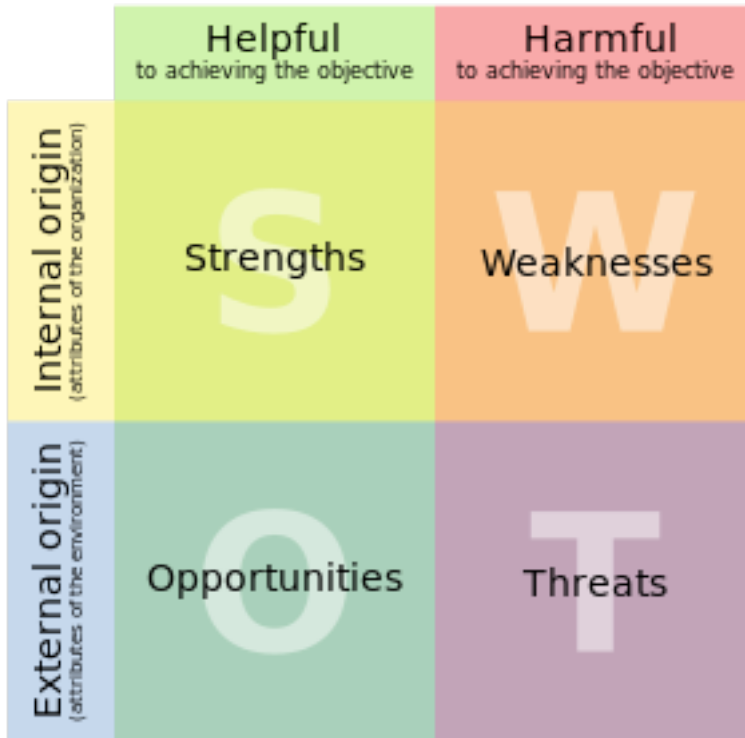 Helpful
to achieving the objective
Harmful
to achieving the objective
Internal origin
(attributes of the organization)
S
Strengths
W
Weaknesses
External origin
(attributes of the environment)
O
Opportunities
T
Threats